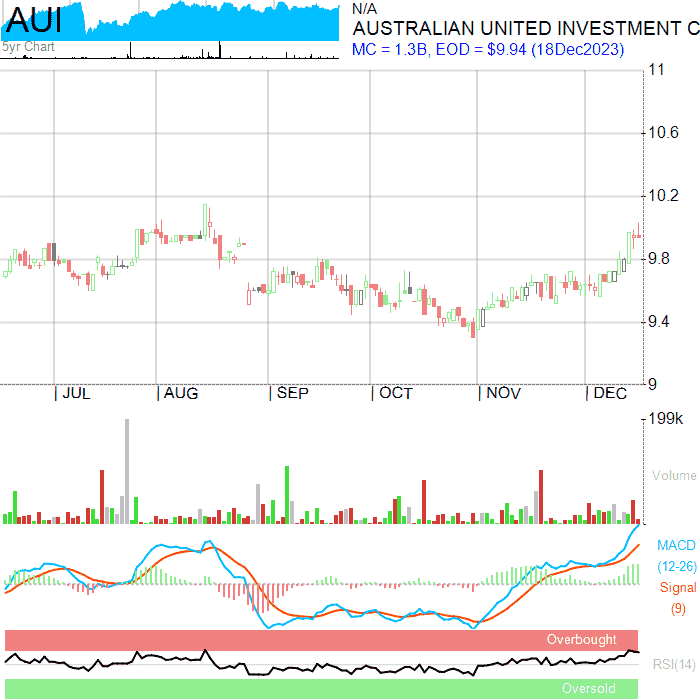 AUI
N/A
AUSTRALIAN UNITED INVESTMENT C
MC = 1.3B, EOD = $9.94 (18Dec2023)
5yr Chart
11
10.6
10.2
9.8
9.4
9
JUL AUG SEP OCT NOV DEC
199k
Volume
MACD
(12-26)
Signal
(9)
Overbought
RSI(14)
Oversold